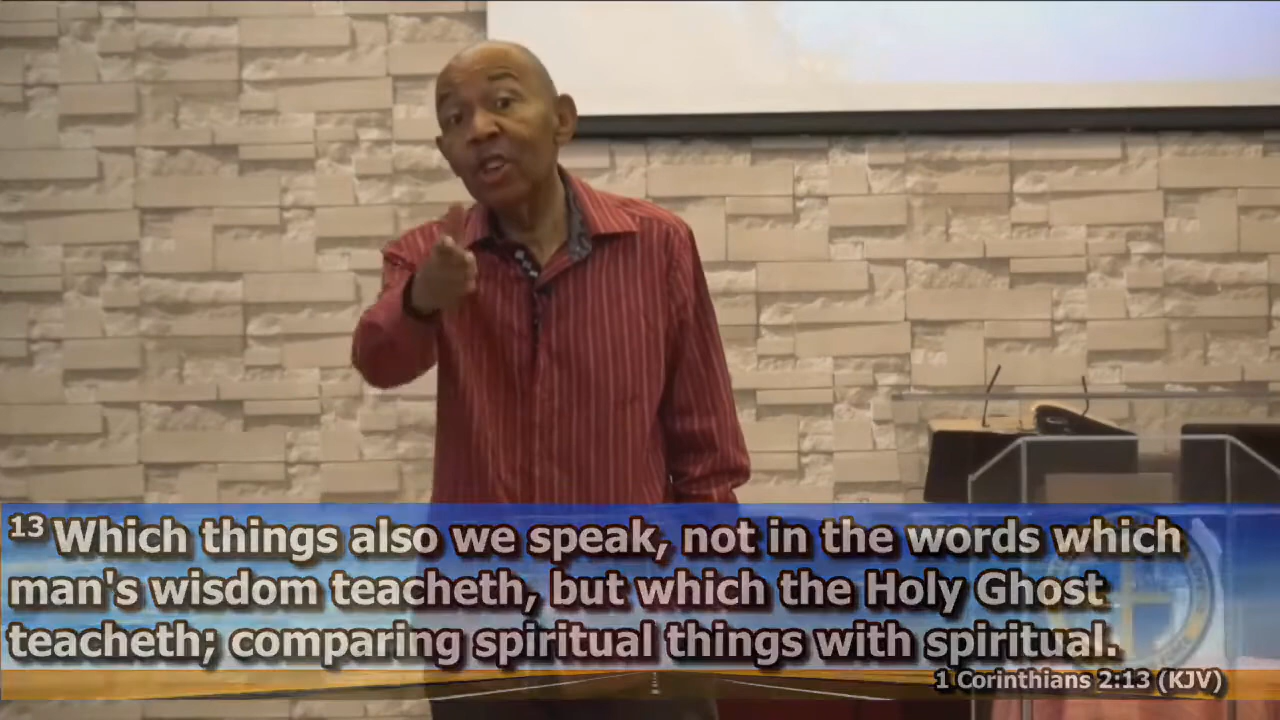 13 Which things also we speak, not in the words which
man's wisdom teacheth, but which the Holy Ghost
teacheth; comparing spiritual things with spiritual.
1 Corinthians 2:13 (KJV)